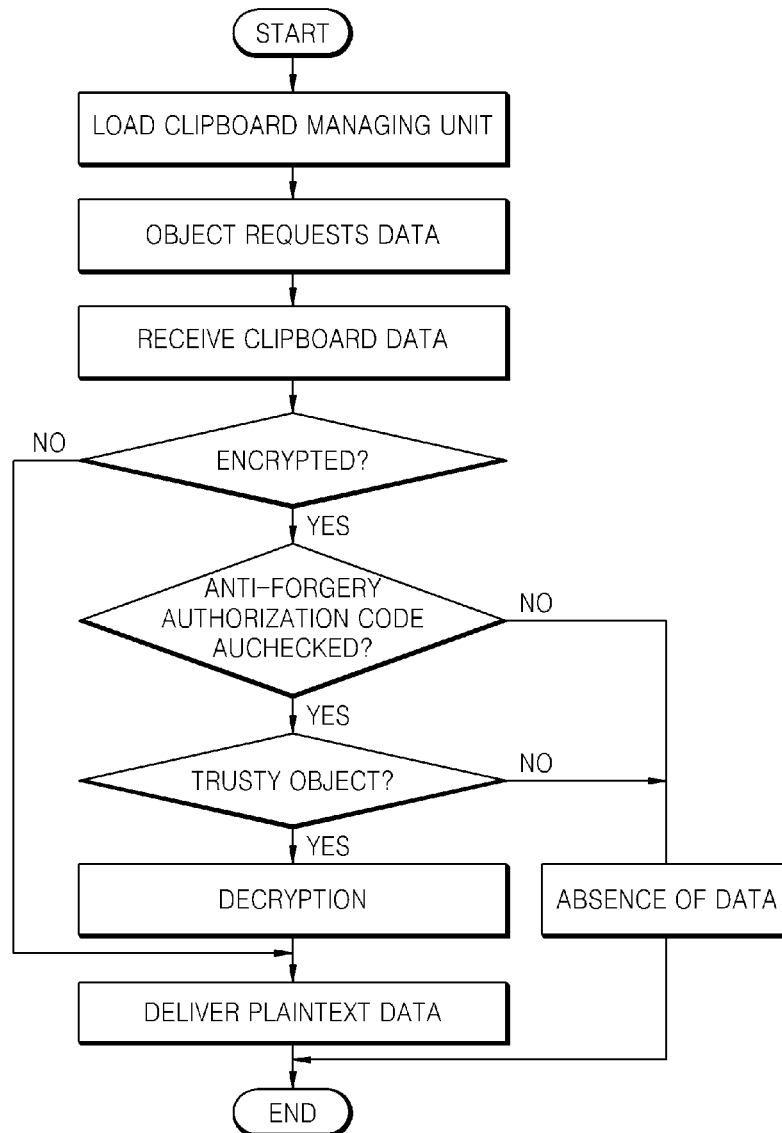 START
LOAD CLIPBOARD MANAGING UNIT
OBJECT REQUESTS DATA
RECEIVE CLIPBOARD DATA
NO
ENCRYPTED?
YES
ANTI-FORGERY
AUTHORIZATION CODE
AUCHECKED?
NO
YES
TRUSTY OBJECT?
NO
YES
DECRYPTION
ABSENCE OF DATA
DELIVER PLAINTEXT DATA
END